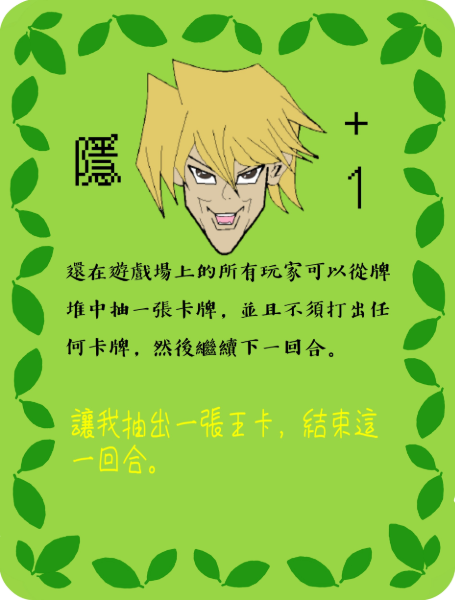 隱
+
1
還在遊戲場上的所有玩家可以從牌
堆中抽一張卡牌，並且不須打出任
何卡牌，然後繼續下一回合。
讓我抽出一張王卡，結束這
一回合。